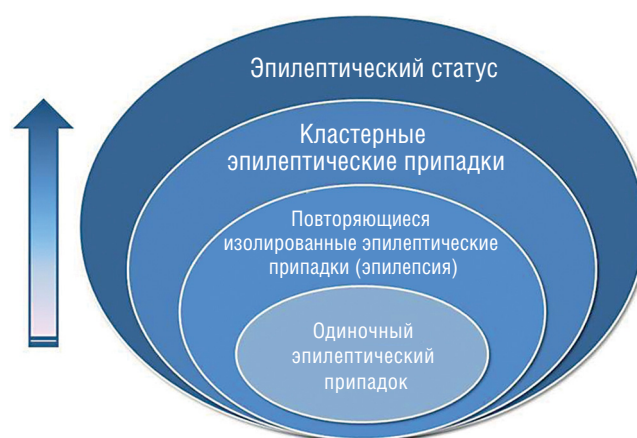 Эпилептический статус
Кластерные
эпилептические припадки
Повторяющиеся
изолированные эпилептические
припадки (эпилепсия)
Одиночный
эпилептический
припадок